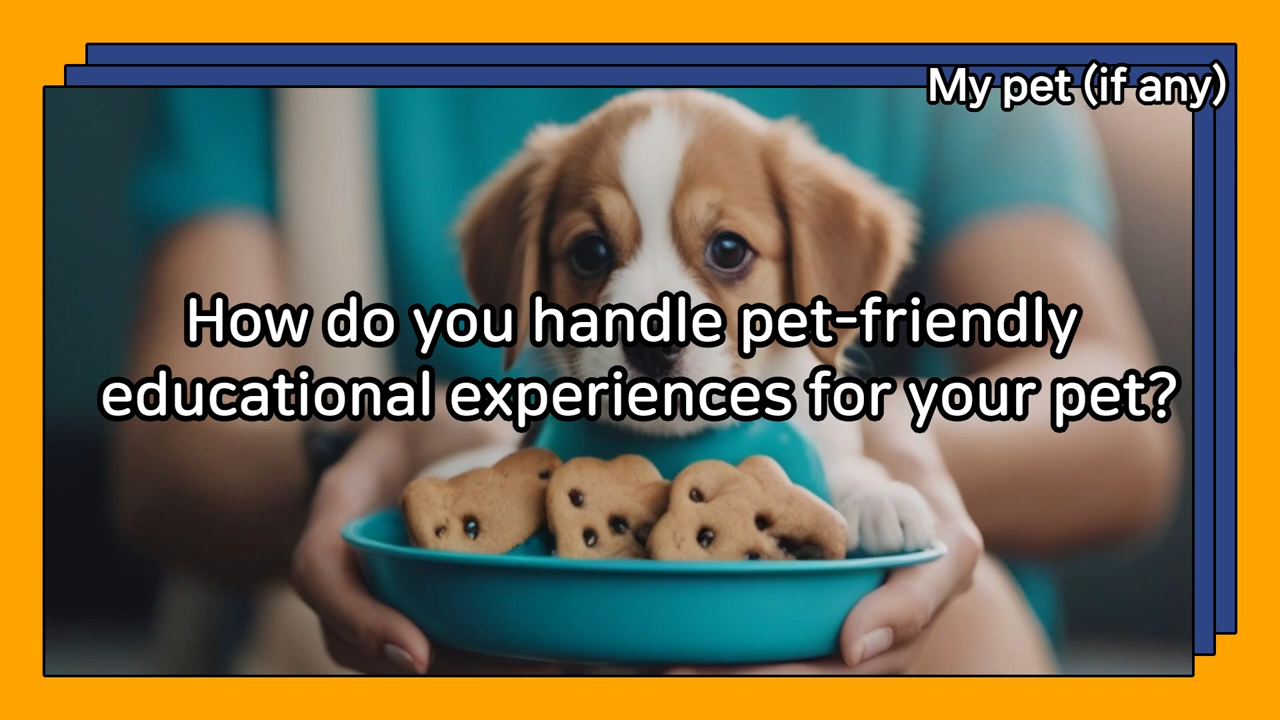 My pet (if any)
How do you handle pet-friendly
educational experiences for your pet?